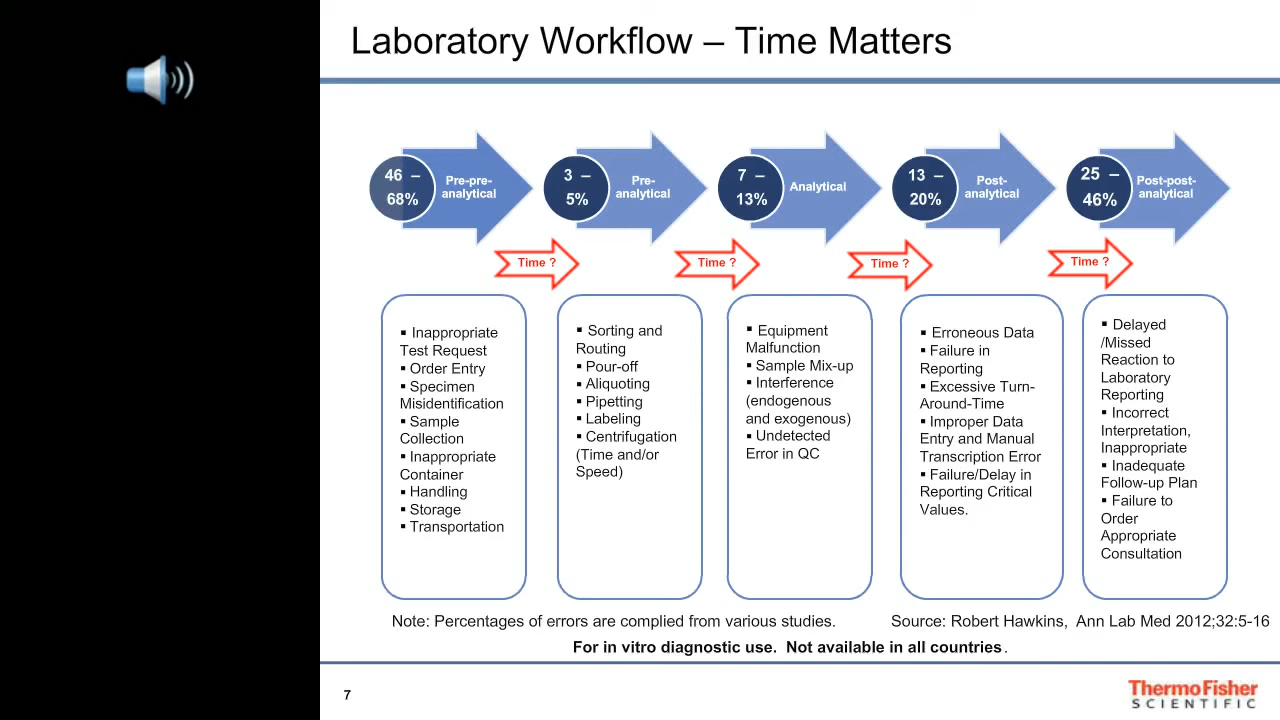 Laboratory Workflow – Time Matters
46 –
68%
Pre-pre-
analytical
3 –
5%
Pre-
analytical
7 –
13%
Analytical
13 –
20%
Post-
analytical
25 –
46%
Post-post-
analytical
Time ?
Time ?
Time ?
Time ?
▪ Inappropriate
Test Request
▪ Order Entry
▪ Specimen
Misidentification
▪ Sample
Collection
▪ Inappropriate
Container
▪ Handling
▪ Storage
▪ Transportation
▪ Sorting and
Routing
▪ Pour-off
▪ Aliquoting
▪ Pipetting
▪ Labeling
▪ Centrifugation
(Time and/or
Speed)
▪ Equipment
Malfunction
▪ Sample Mix-up
▪ Interference
(endogenous
and exogenous)
▪ Undetected
Error in QC
▪ Erroneous Data
▪ Failure in
Reporting
▪ Excessive Turn-
Around-Time
▪ Improper Data
Entry and Manual
Transcription Error
▪ Failure/Delay in
Reporting Critical
Values.
▪ Delayed
/Missed
Reaction to
Laboratory
Reporting
▪ Incorrect
Interpretation,
Inappropriate
▪ Inadequate
Follow-up Plan
▪ Failure to
Order
Appropriate
Consultation
Note: Percentages of errors are complied from various studies.
Source: Robert Hawkins, Ann Lab Med 2012;32:5-16
For in vitro diagnostic use. Not available in all countries.
7
ThermoFisher
SCIENTIFIC